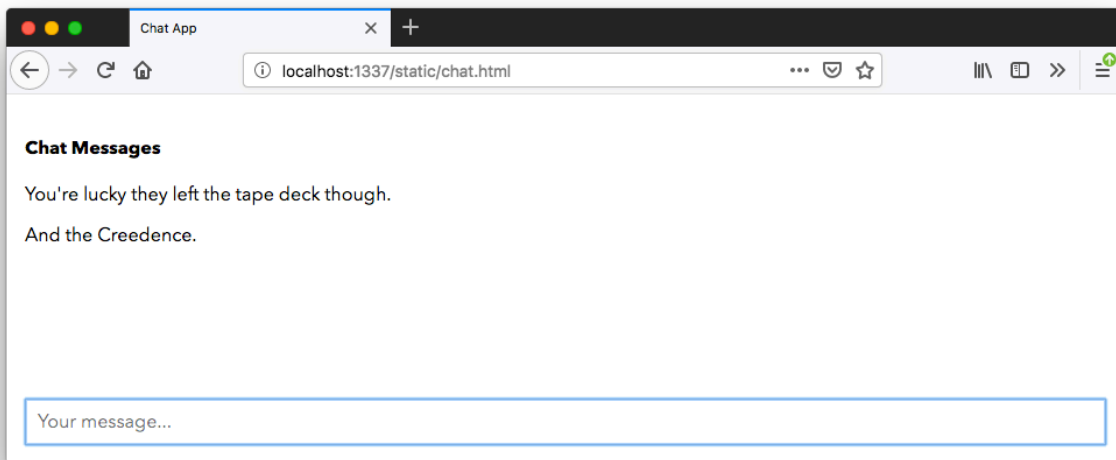 Chat App
localhost:1337/static/chat.html
Chat Messages
You're lucky they left the tape deck though.
And the Creedence.
Your message...